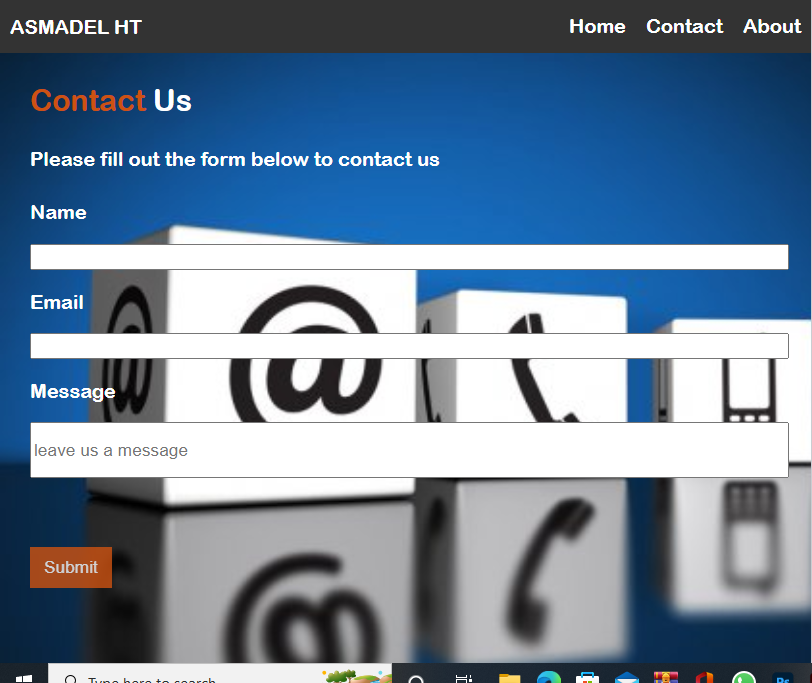 ASMADEL HT
Home Contact About
Contact Us
Please fill out the form below to contact us
Name
@
Email
Message
leave us a message
Submit
@
Type here to search
Ps